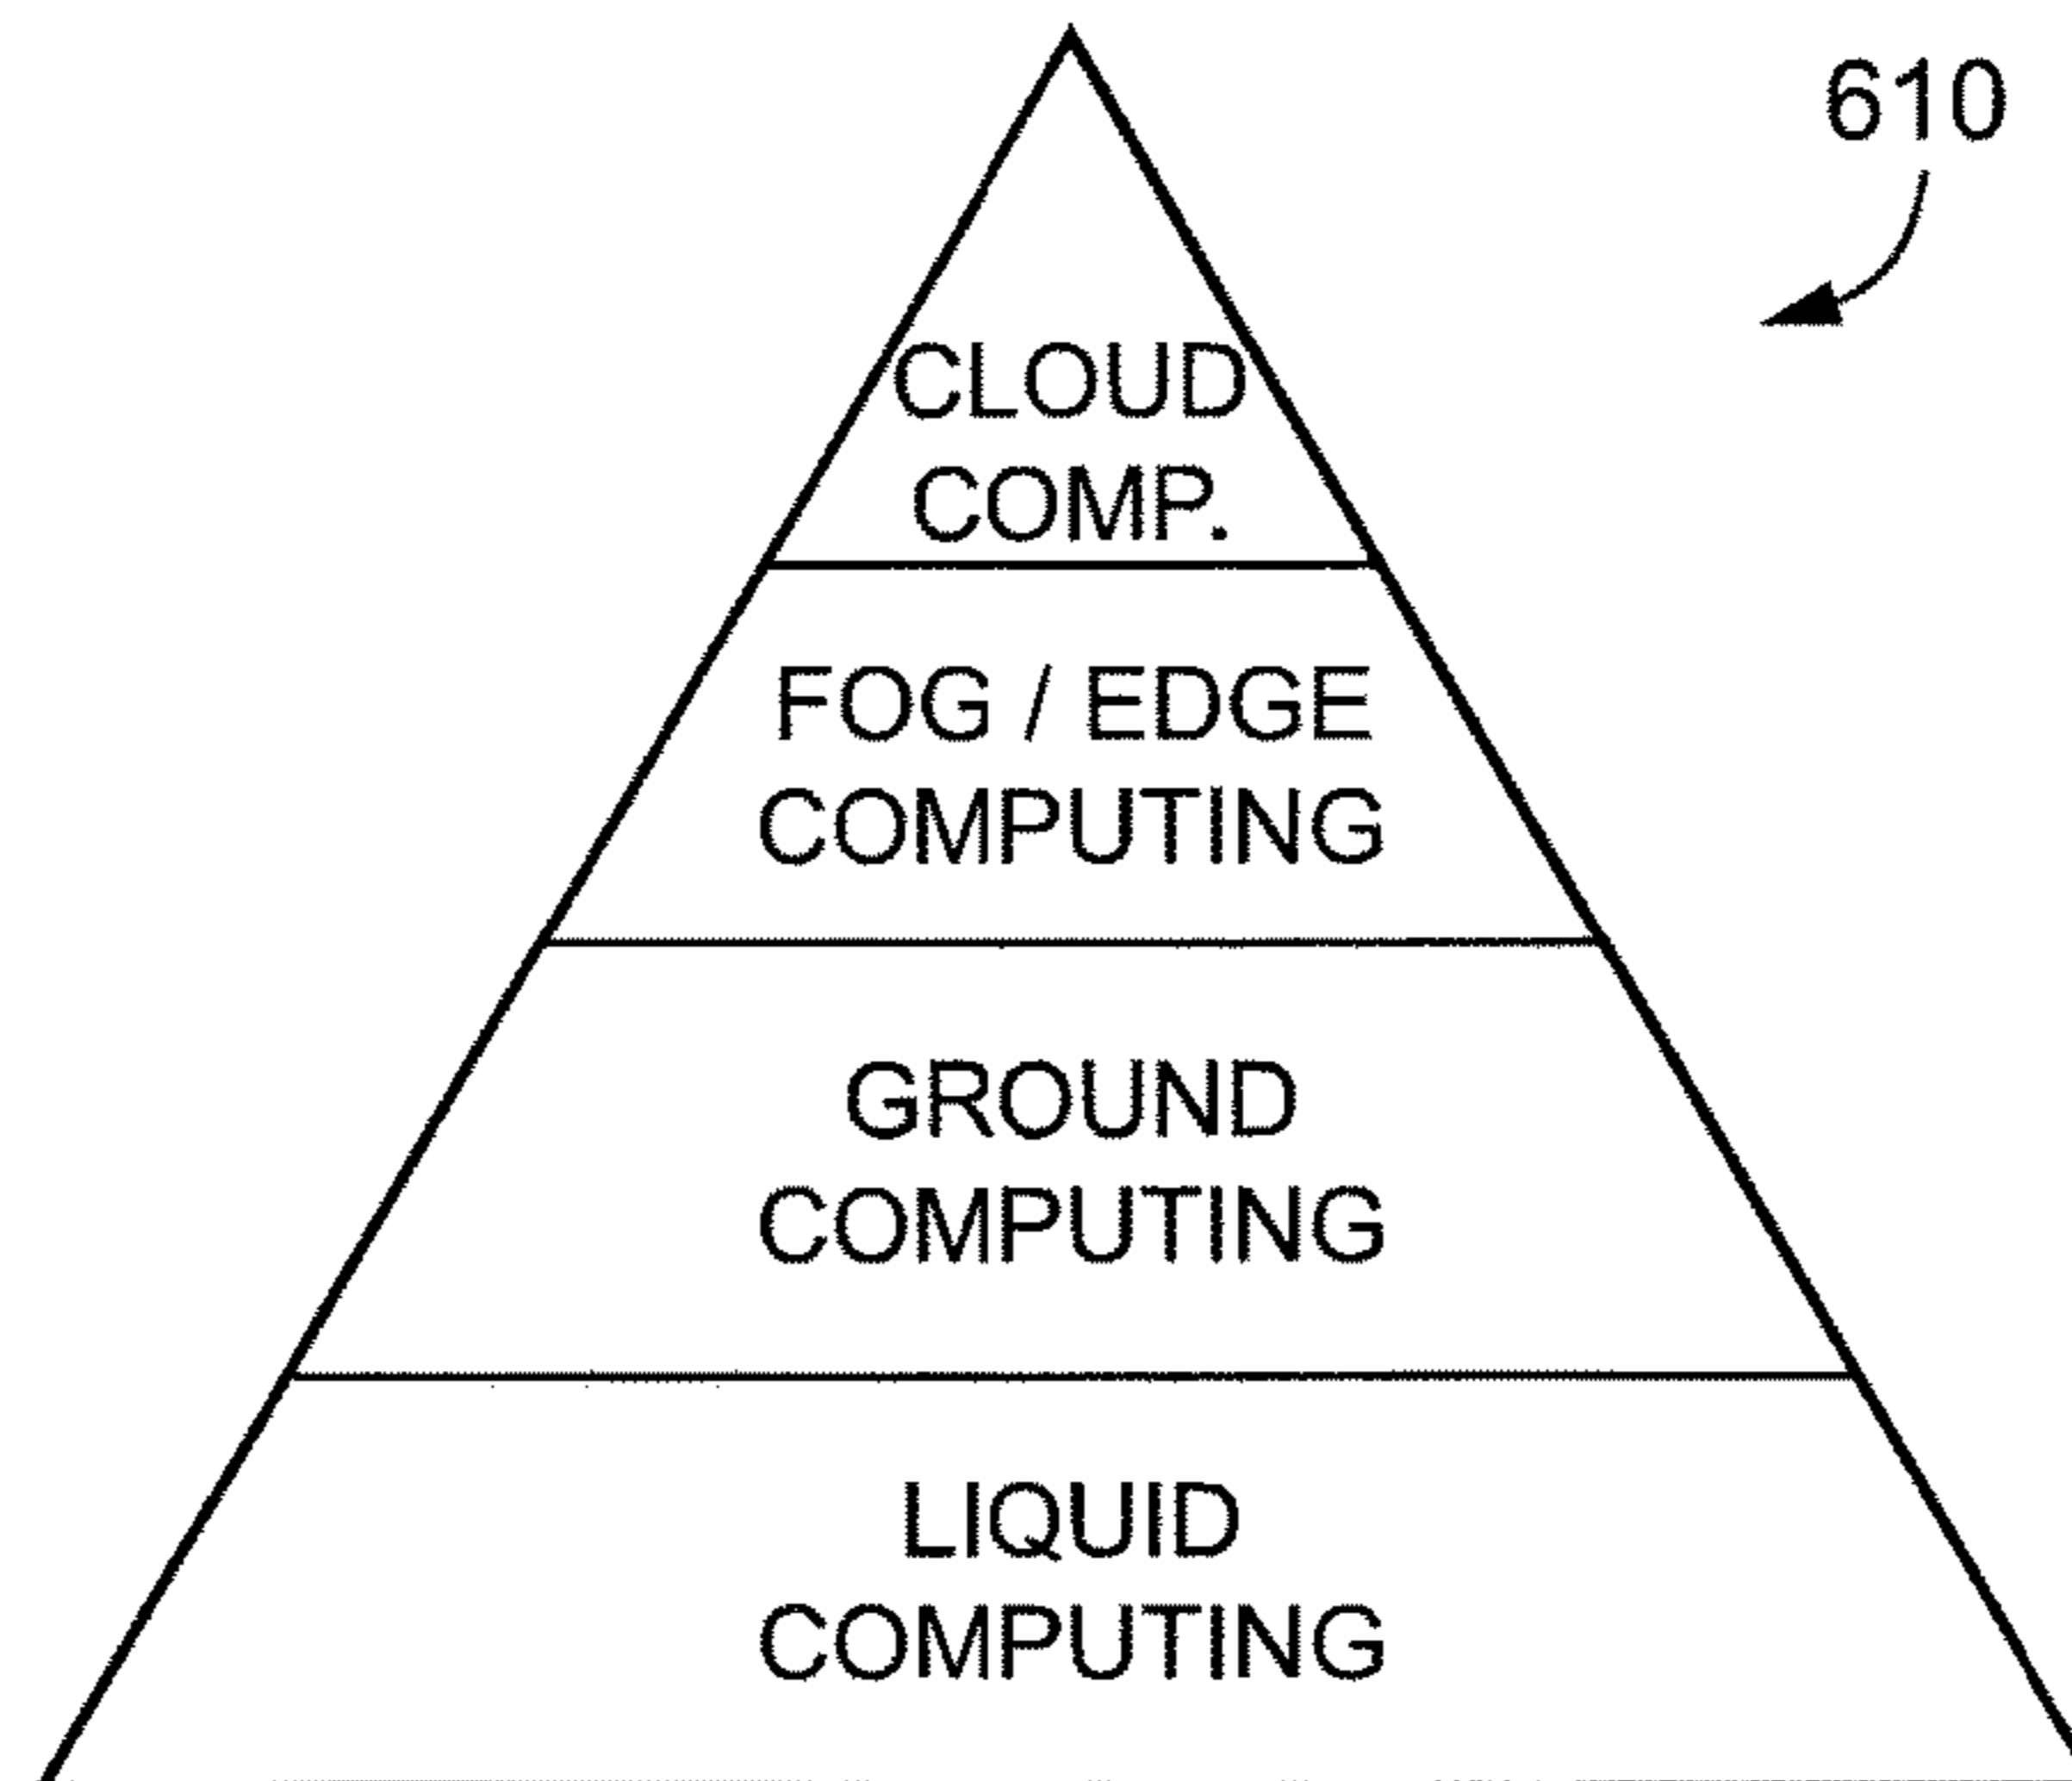 610
CLOUD
COMP.
FOG / EDGE
COMPUTING
GROUND
COMPUTING
LIQUID
COMPUTING